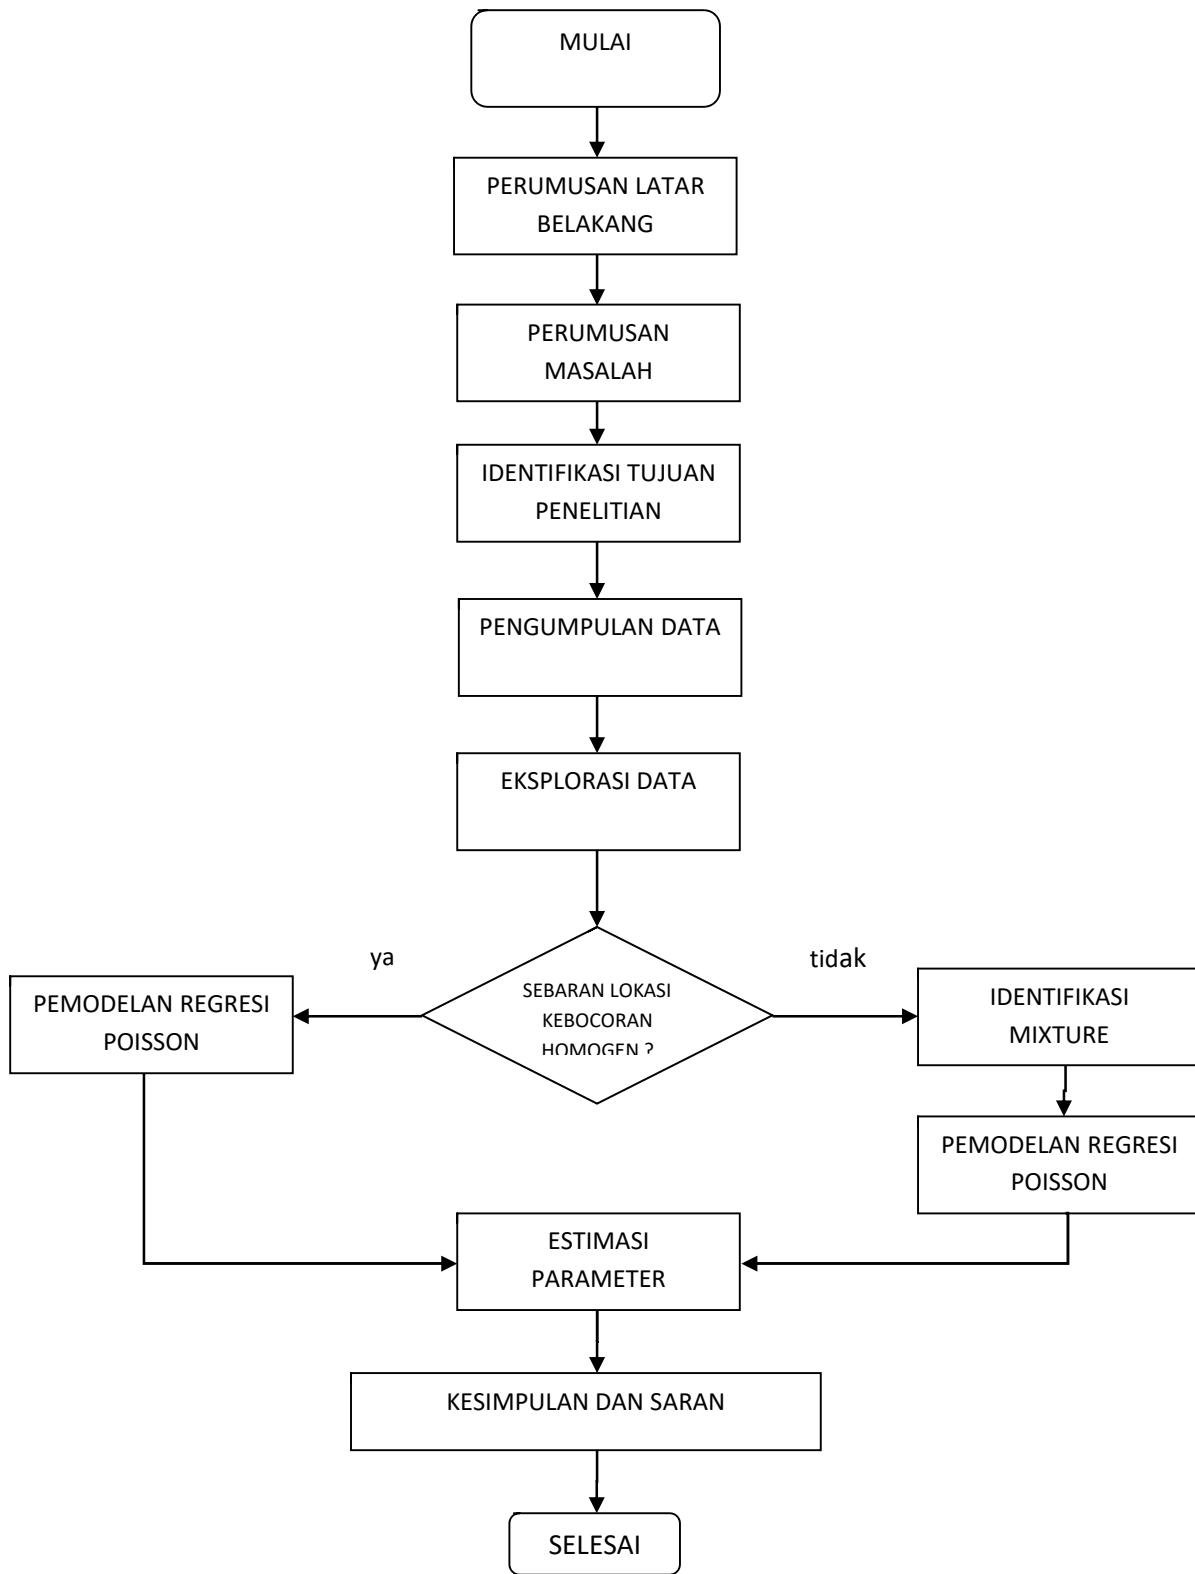 MULAI
PERUMUSAN LATAR
BELAKANG
PERUMUSAN
MASALAH
IDENTIFIKASI TUJUAN
PENELITIAN
PENGUMPULAN DATA
EKSPLORASI DATA
ya
tidak
SEBARAN LOKASI
KEBOCORAN
HOMOGEN ?
PEMODELAN REGRESI
POISSON
IDENTIFIKASI
MIXTURE
PEMODELAN REGRESI
POISSON
ESTIMASI
PARAMETER
KESIMPULAN DAN SARAN
SELESAI